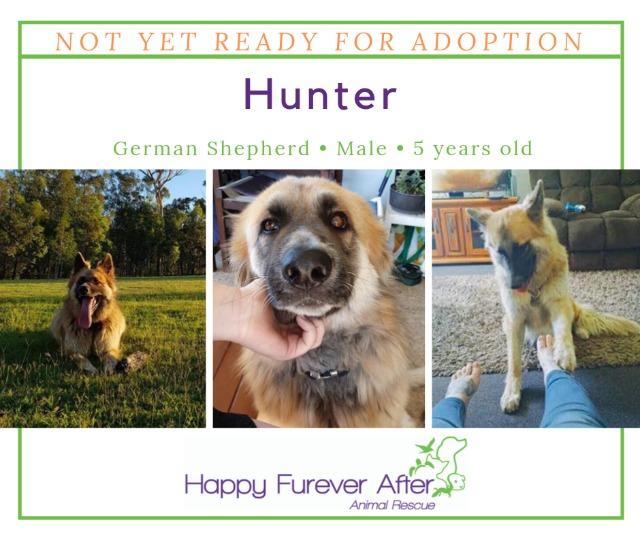 NOT YET READY FOR ADOPTION
Hunter
German Shepherd • Male • 5 years old
Happy Furever After
Animal Rescue